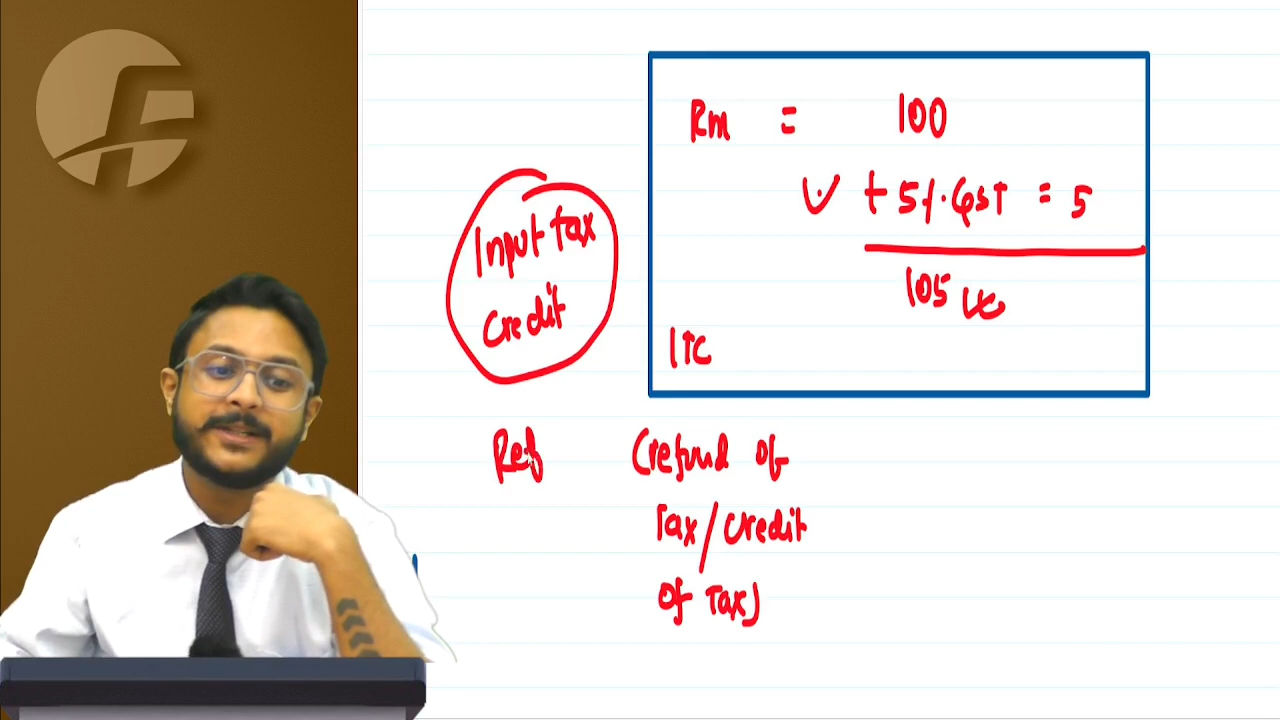 Rm = 100
+ 5%. GST = 5
105
ITC
Input tax
credit
Ref (refund of
Tax/credit
of Tax)